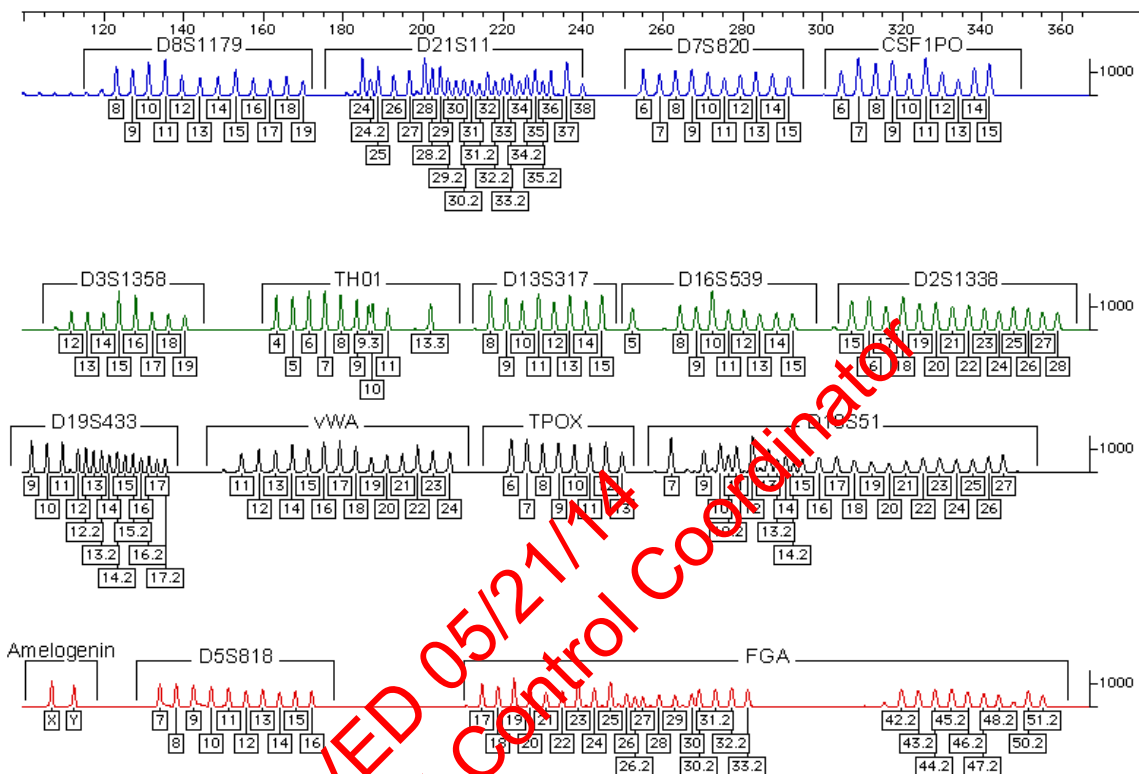 120 140 160 180 200 220 240 260 280 300 320 340 360
D8S1179 D21S11 D7S820 CSF1PO
1000
8 10 12 14 16 18 24 26 28 30 32 34 36 38 6 8 10 12 14 6 8 10 12 14
9 11 13 15 17 19 24.2 27 29 31 33 35 37 7 9 11 13 15 7 9 11 13 15
25 28.2 31.2 34.2
29.2 32.2 35.2
30.2 33.2
D3S1358 TH01 D13S317 D16S539 D2S1338
1000
12 14 16 18 4 6 8 9.3 13.3 8 10 12 14 5 8 10 12 14 15 17 19 21 23 25 27
13 15 17 19 5 7 9 11 9 11 13 15 9 11 13 15 18 20 22 24 26 28
10
D19S433 vWA TPOX D18S51
1000
9 11 13 15 17 11 13 15 17 19 21 23 6 8 10 12 7 9 11 13 15 17 19 21 23 25 27
10 12 14 16 12 14 16 18 20 22 24 7 9 11 13 10 12 14 16 18 20 22 24 26
12.2 15.2 10.2 13.2
13.2 16.2 14.2
14.2 17.2
Amelogenin D5S818 FGA
1000
X Y 7 9 11 13 15 17 19 21 23 25 27 29 31.2 42.2 45.2 48.2 51.2
8 10 12 14 16 18 20 22 24 26 28 30 32.2 43.2 46.2 50.2
26.2 30.2 33.2 44.2 47.2
VED 05/21/14
Control Coordinator